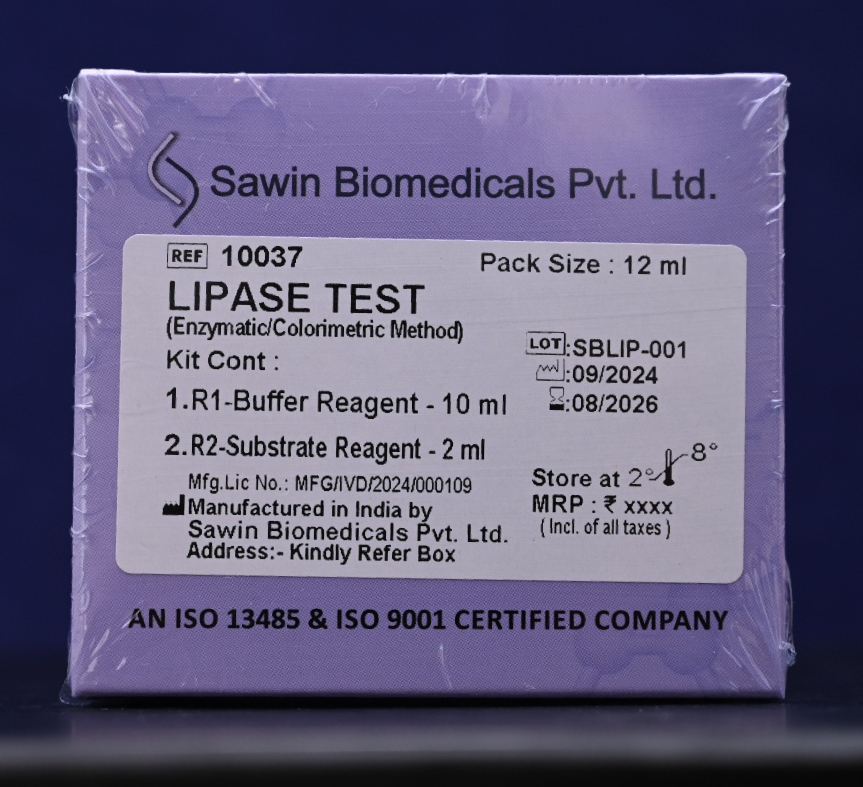 Sawin Biomedicals Pvt. Ltd.
REF 10037
Pack Size : 12 ml
LIPASE TEST
(Enzymatic/Colorimetric Method)
Kit Cont :
LOT:SBLIP-001
:09/2024
:08/2026
1.R1-Buffer Reagent - 10 ml
2.R2-Substrate Reagent - 2 ml
Store at 2° 8°
Mfg.Lic No.: MFG/IVD/2024/000109
MRP : ₹ xxxx
(Incl. of all taxes)
Manufactured in India by
Sawin Biomedicals Pvt. Ltd.
Address:- Kindly Refer Box
AN ISO 13485 & ISO 9001 CERTIFIED COMPANY